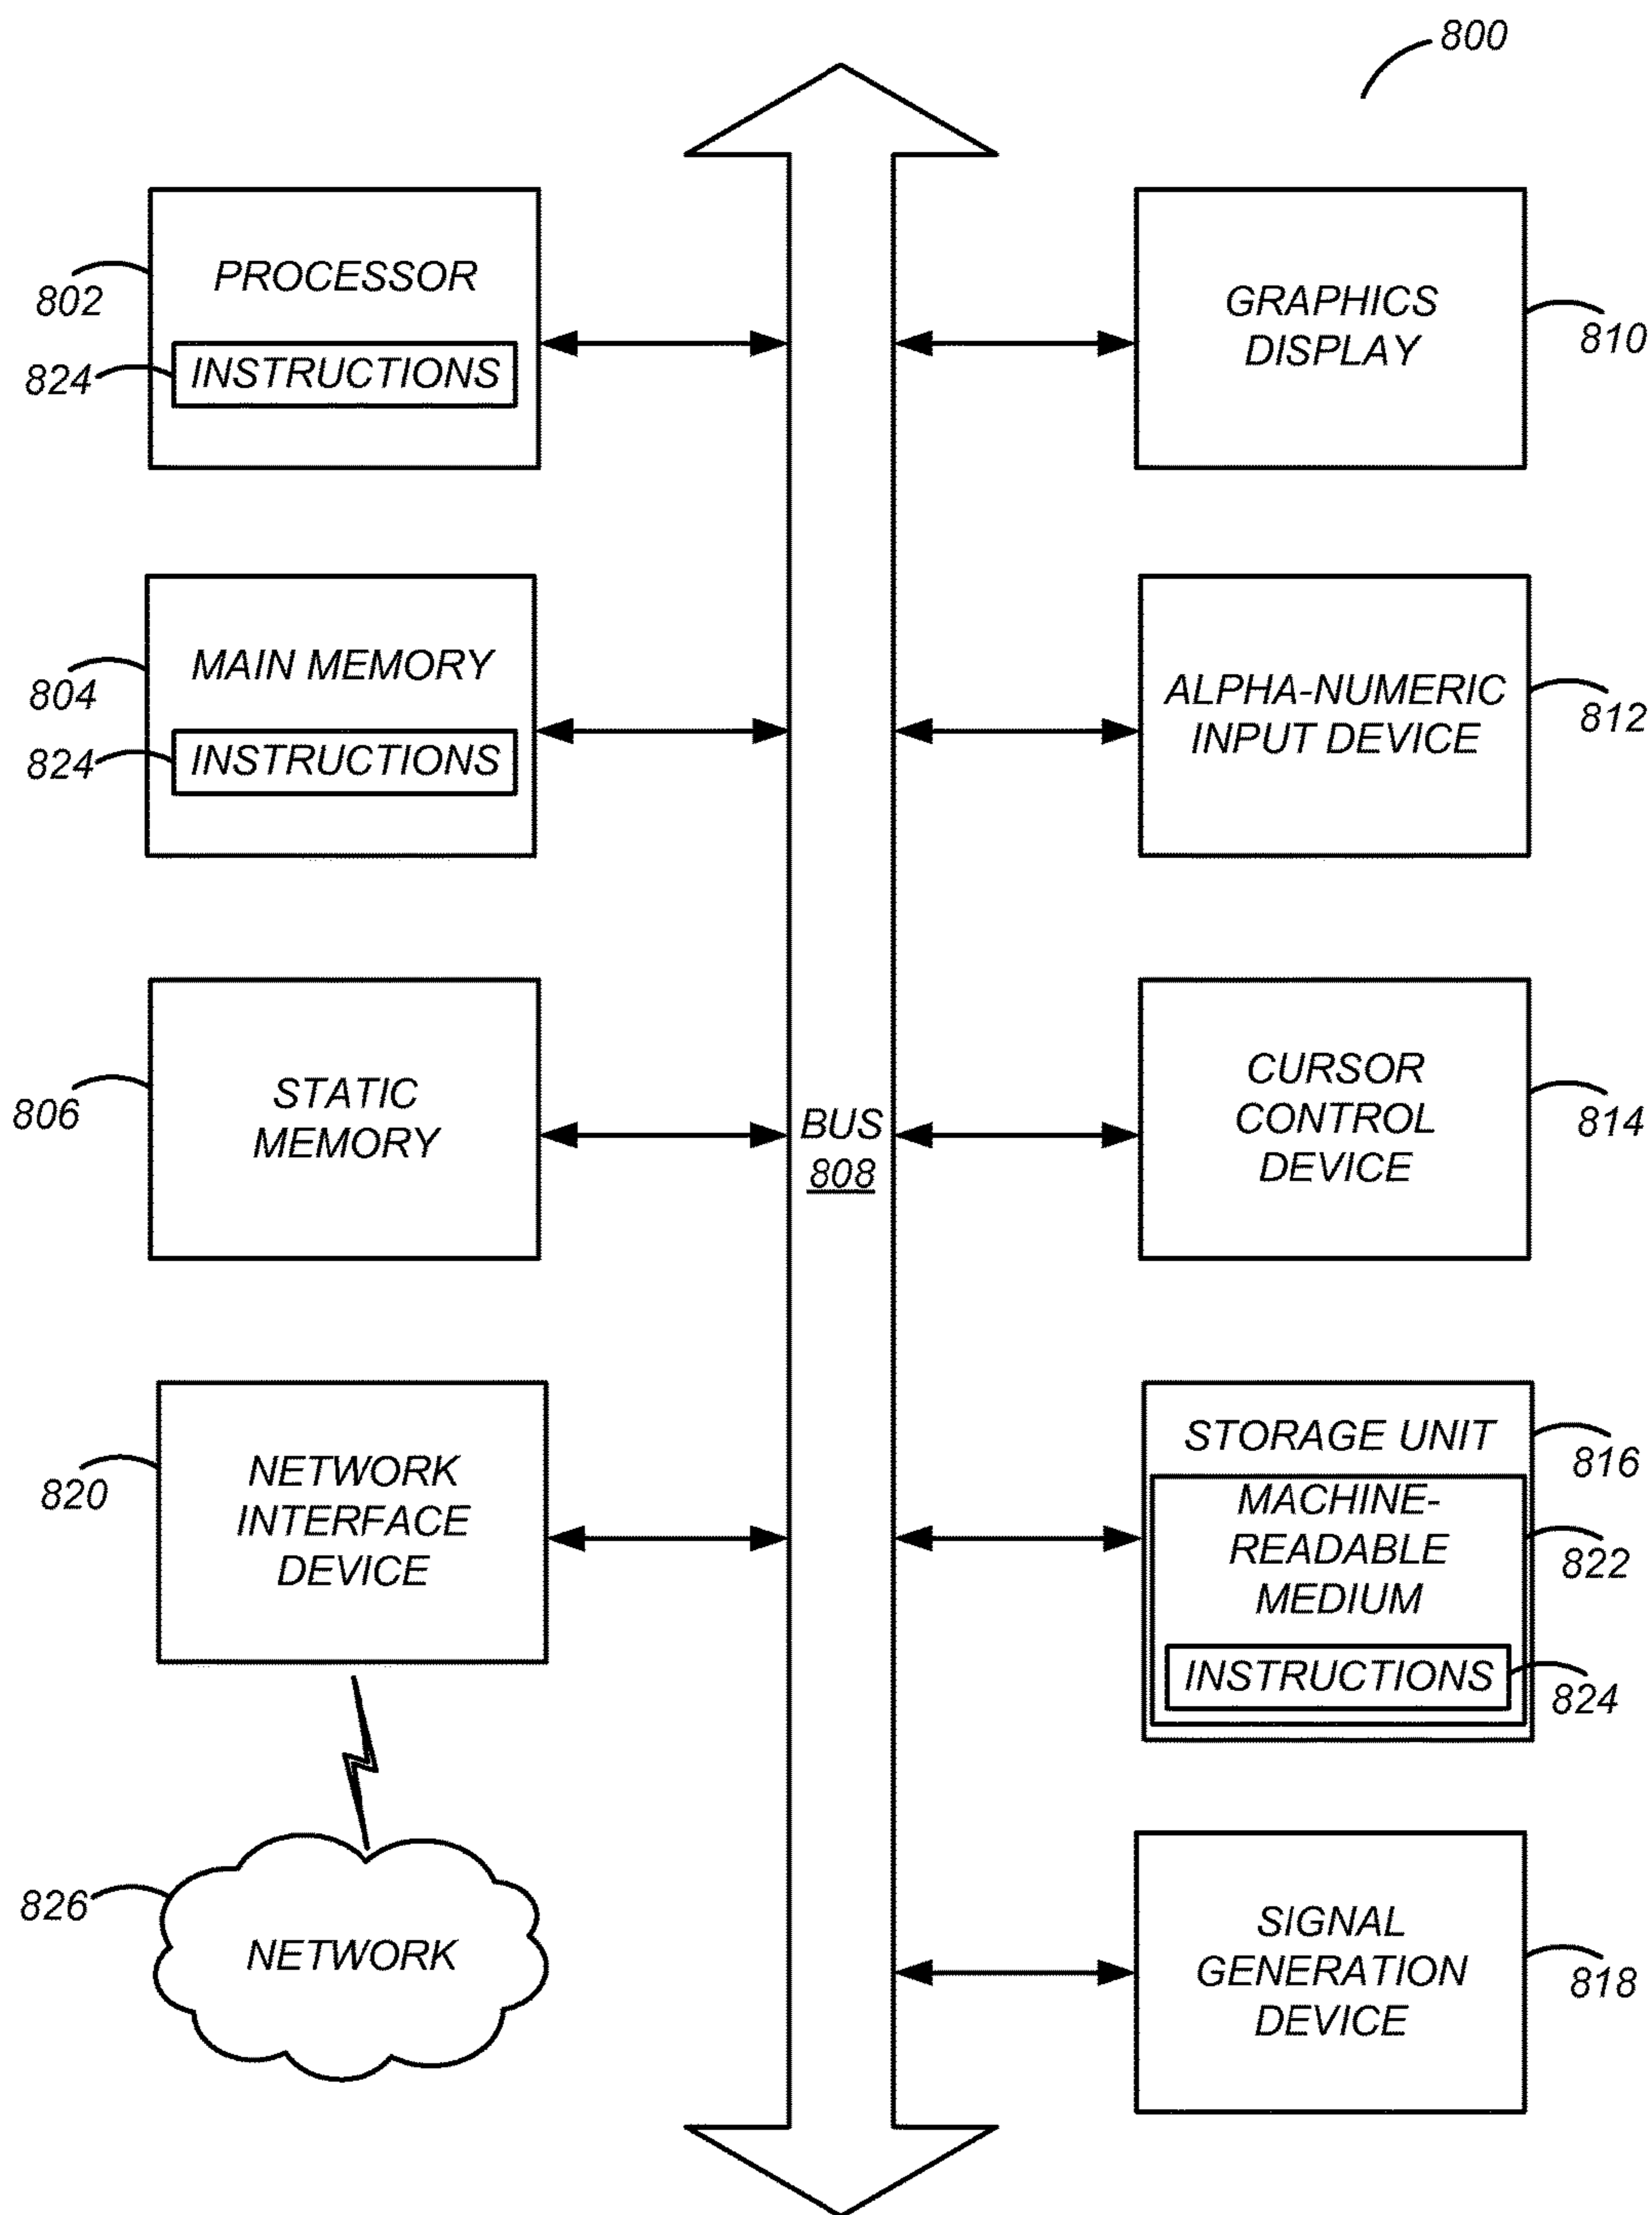 800
PROCESSOR
802
824
INSTRUCTIONS
GRAPHICS
DISPLAY
810
MAIN MEMORY
804
824
INSTRUCTIONS
ALPHA-NUMERIC
INPUT DEVICE
812
STATIC
MEMORY
806
BUS
808
CURSOR
CONTROL
DEVICE
814
NETWORK
INTERFACE
DEVICE
820
STORAGE UNIT
816
MACHINE-
READABLE
MEDIUM
822
INSTRUCTIONS
824
826
NETWORK
SIGNAL
GENERATION
DEVICE
818